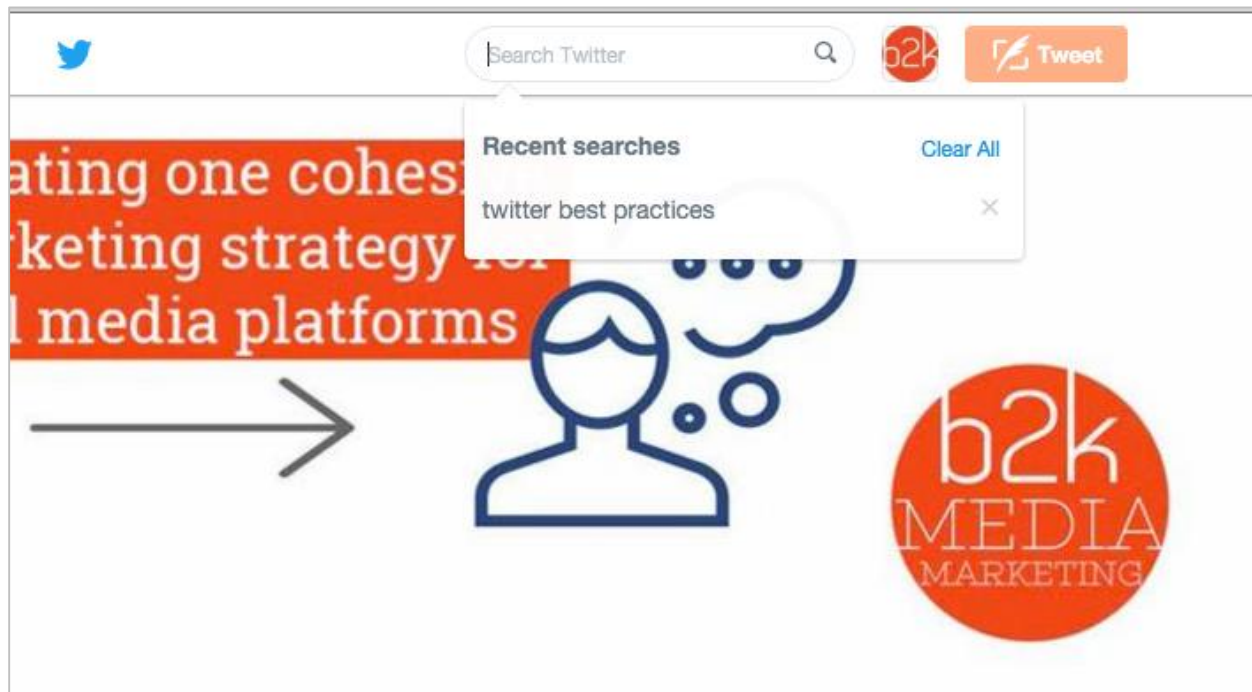 Search Twitter
b2k
Tweet
Recent searches
Clear All
twitter best practices
ating one cohes
keting strategy
media platforms
b2k
MEDIA
MARKETING